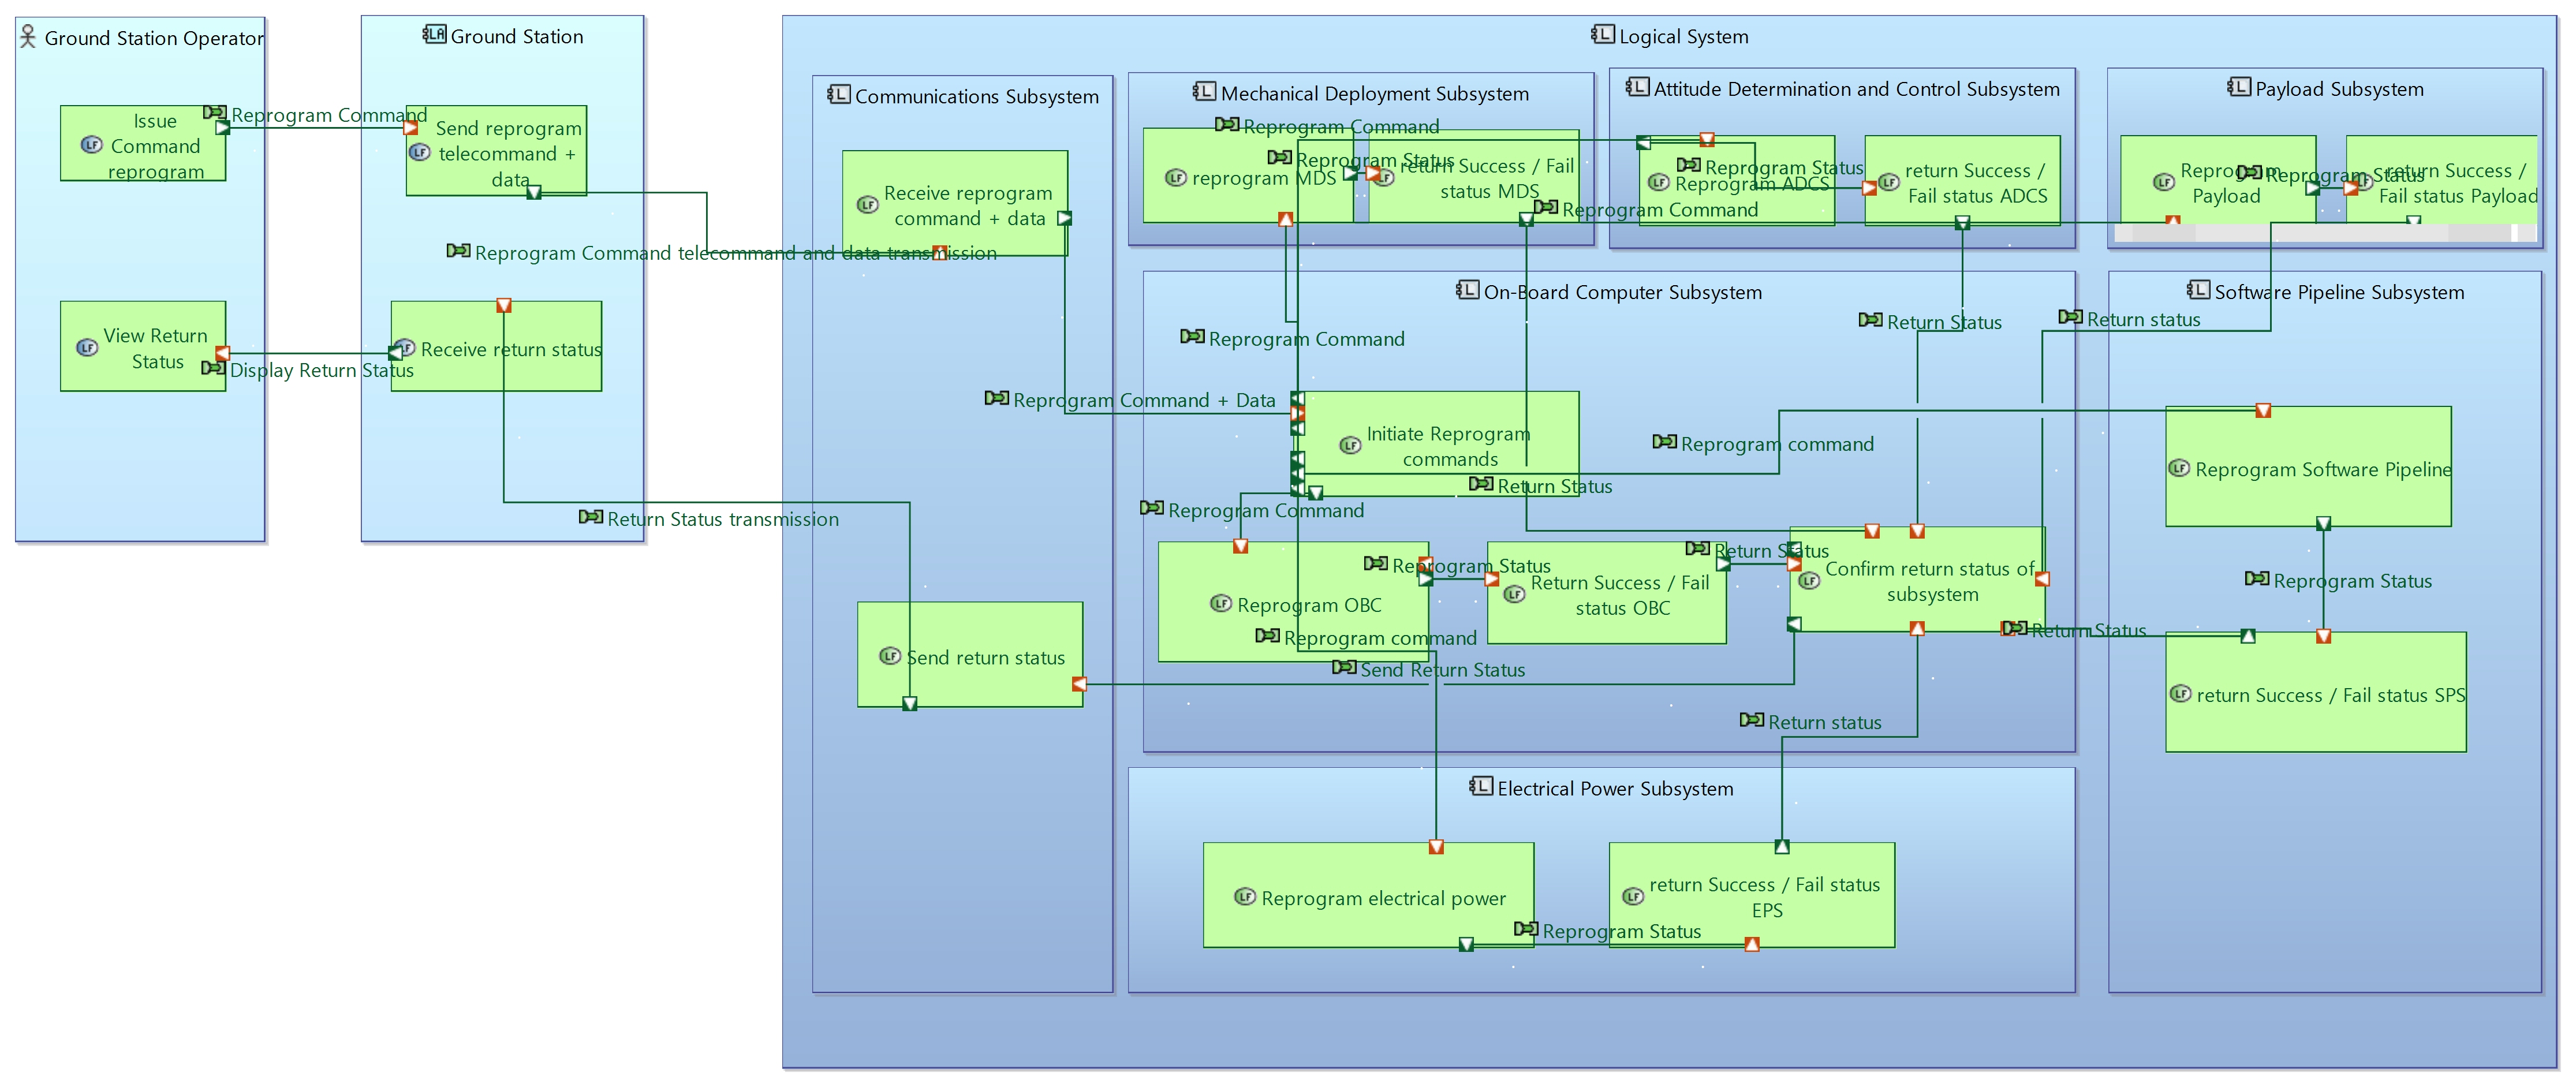 Ground Station Operator
Issue
Command
reprogram
Reprogram Command
View Return
Status
Display Return Status
LA
Ground Station
Send reprogram
telecommand +
data
Reprogram Command telecommand and data transmission
Receive return status
Return Status transmission
Logical System
Communications Subsystem
Receive reprogram
command + data
Reprogram Command + Data
Send return status
Mechanical Deployment Subsystem
Reprogram Command
Reprogram Status
reprogram MDS
return Success / Fail
status MDS
Reprogram Command
Attitude Determination and Control Subsystem
Reprogram Status
Reprogram ADCS
return Success /
Fail status ADCS
Payload Subsystem
Reprogram
Payload
Reprogram Status
return Success /
Fail status Payload
On-Board Computer Subsystem
Reprogram Command
Return Status
Return status
Initiate Reprogram
commands
Reprogram command
Return Status
Reprogram Command
Reprogram OBC
Reprogram Status
Return Success / Fail
status OBC
Return Status
Confirm return status of
subsystem
Return Status
Reprogram command
Send Return Status
Return status
Software Pipeline Subsystem
Reprogram Software Pipeline
Reprogram Status
return Success / Fail status SPS
Electrical Power Subsystem
Reprogram electrical power
Reprogram Status
return Success / Fail status
EPS